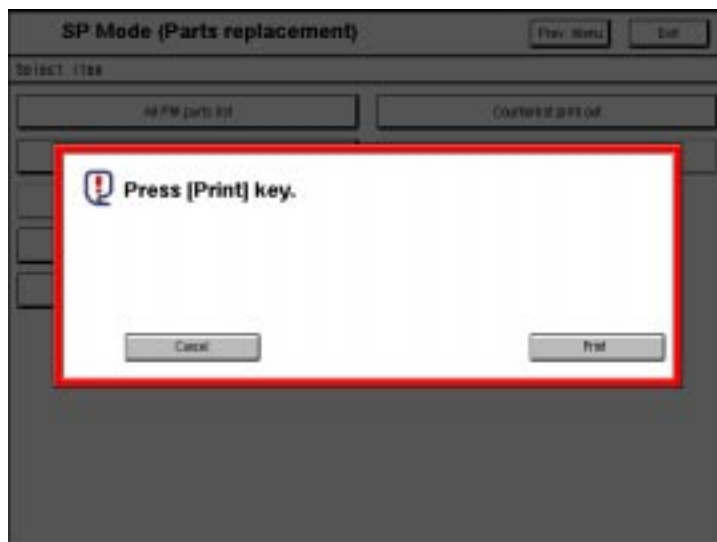 SP Mode (Parts replacement)
Prev. Menu
Exit
Select item
All PM parts list
Counter list print out
Press [Print] key.
Cancel
Print